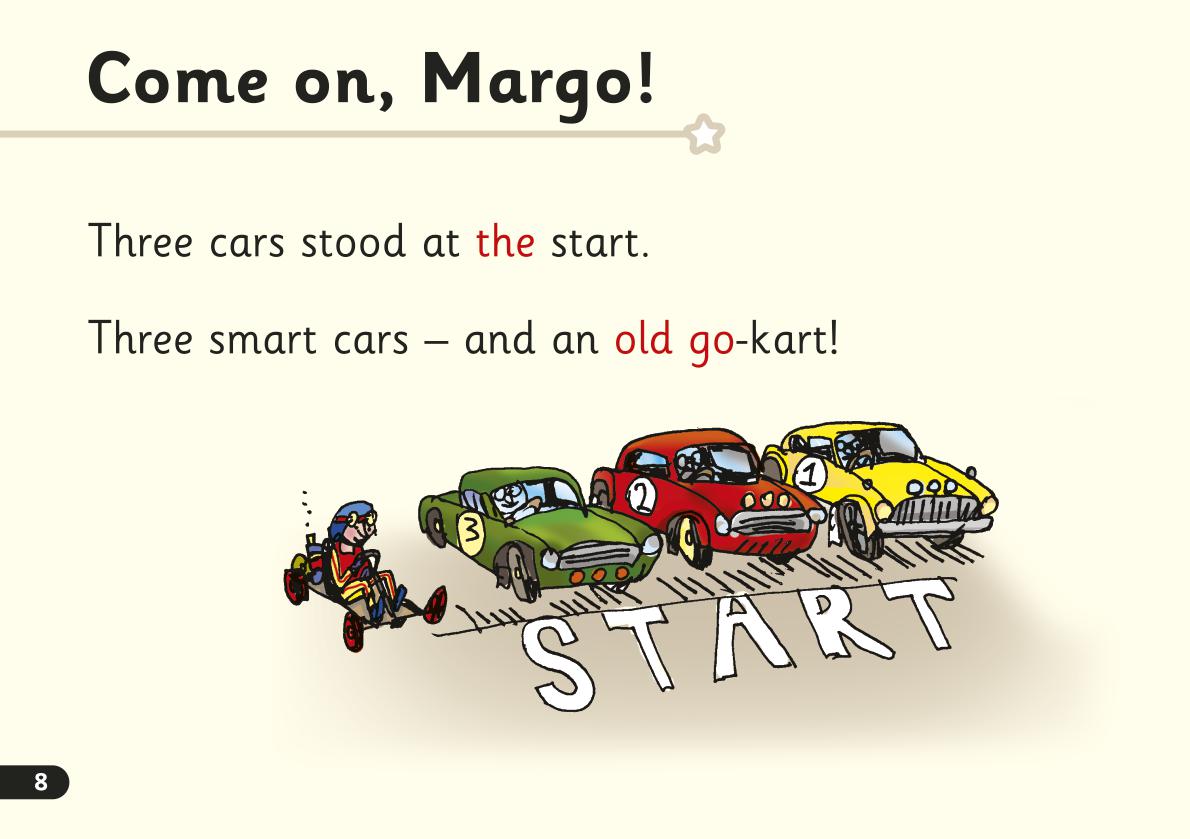 Come on, Margo!
Three cars stood at the start.
Three smart cars – and an old go-kart!
3
2
1
START
8